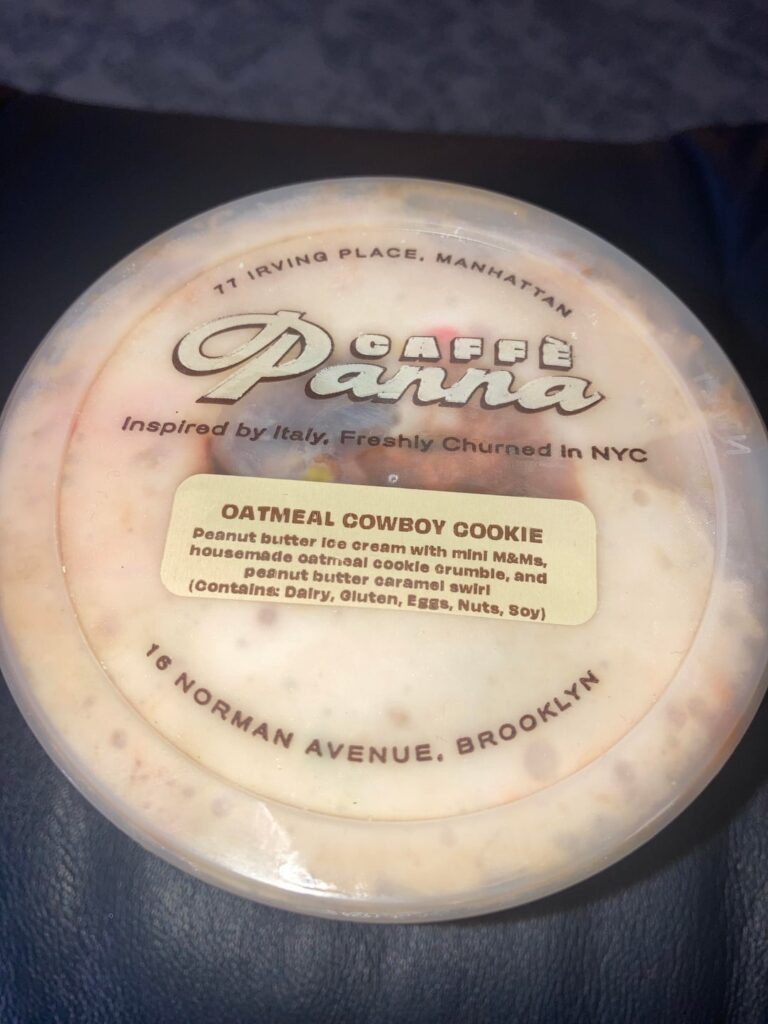 77 IRVING PLACE, MANHATTAN
CAFFÈ
Panna
Inspired by Italy, Freshly Churned in NYC
OATMEAL COWBOY COOKIE
Peanut butter ice cream with mini M&Ms,
housemade oatmeal cookie crumble, and
peanut butter caramel swirl
(Contains: Dairy, Gluten, Eggs, Nuts, Soy)
16 NORMAN AVENUE, BROOKLYN